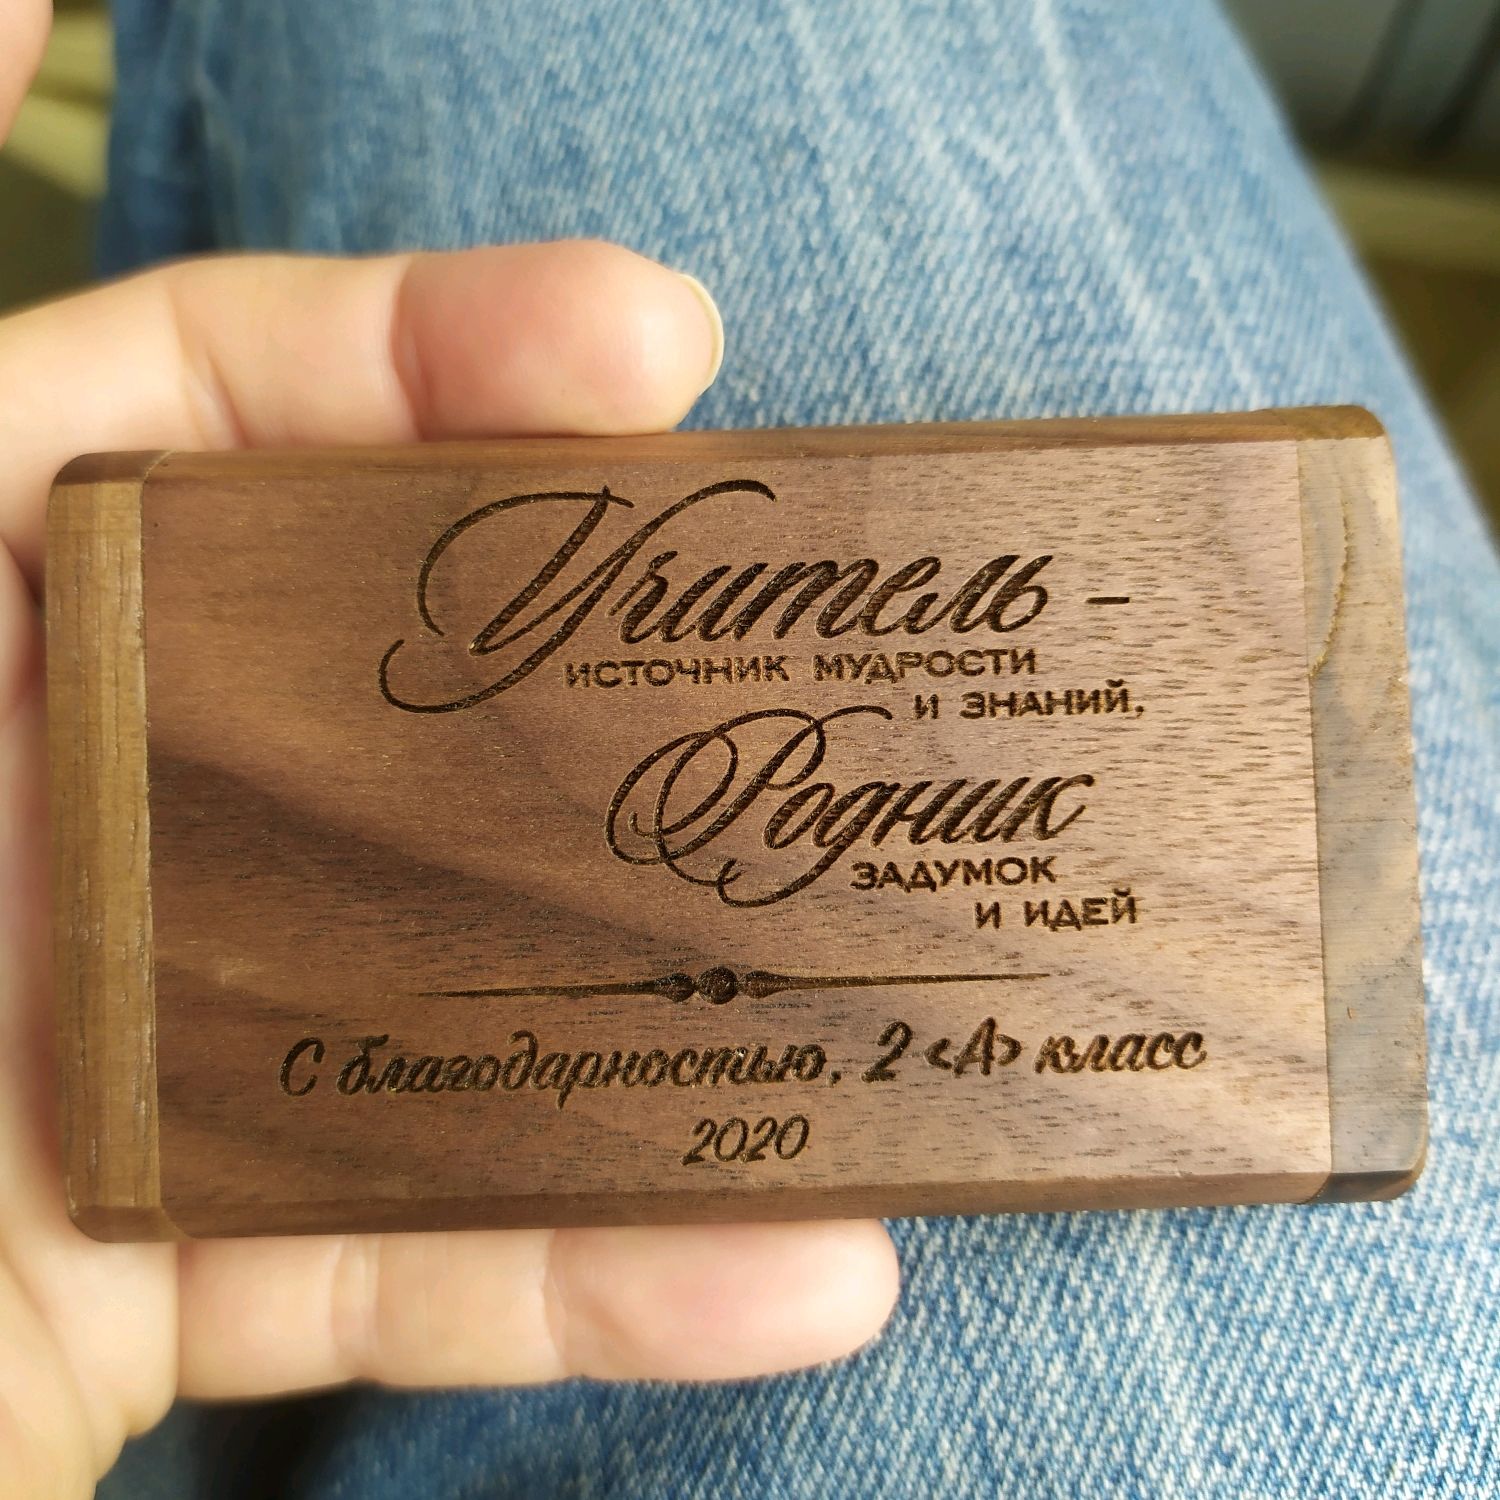 Учитель –
ИСТОЧНИК МУДРОСТИ
И ЗНАНИЙ,
Родник
ЗАДУМОК
И ИДЕЙ
С благодарностью, 2 <А> класс
2020